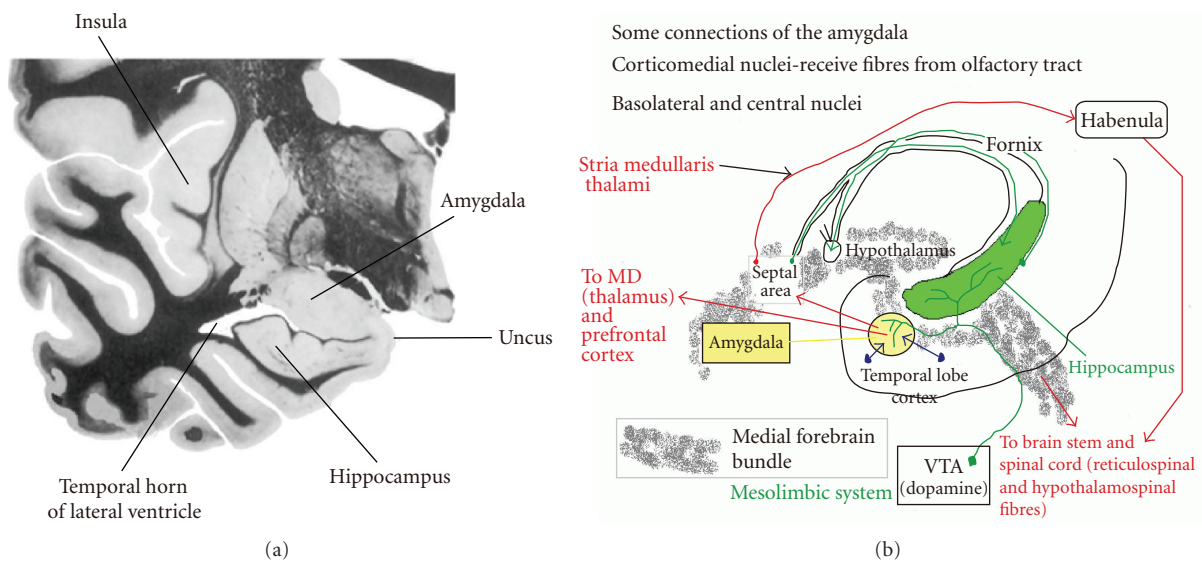 Insula
Amygdala
Uncus
Hippocampus
Temporal horn
of lateral ventricle
(a)
Some connections of the amygdala
Corticomedial nuclei-receive fibres from olfactory tract
Basolateral and central nuclei
Habenula
Fornix
Stria medullaris
thalami
Hypothalamus
Septal
area
To MD
(thalamus)
and
prefrontal
cortex
Amygdala
Temporal lobe
cortex
Hippocampus
Medial forebrain
bundle
Mesolimbic system
VTA
(dopamine)
To brain stem and
spinal cord (reticulospinal
and hypothalamospinal
fibres)
(b)